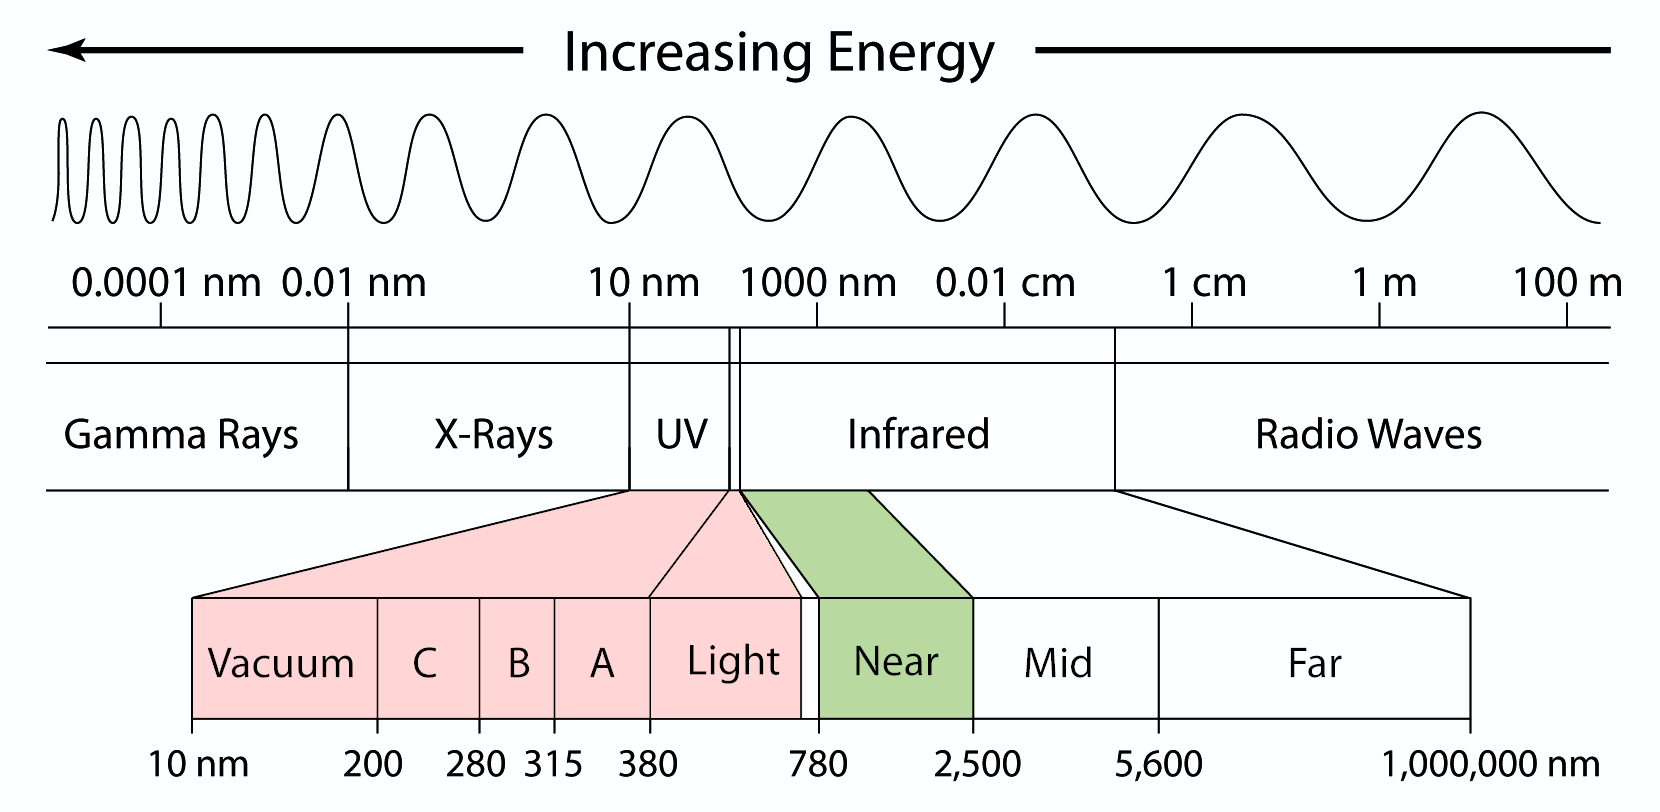 Increasing Energy
0.0001 nm 0.01 nm 10 nm 1000 nm 0.01 cm 1 cm 1 m 100 m
Gamma Rays X-Rays UV Infrared Radio Waves
Vacuum C B A Light Near Mid Far
10 nm 200 280 315 380 780 2,500 5,600 1,000,000 nm